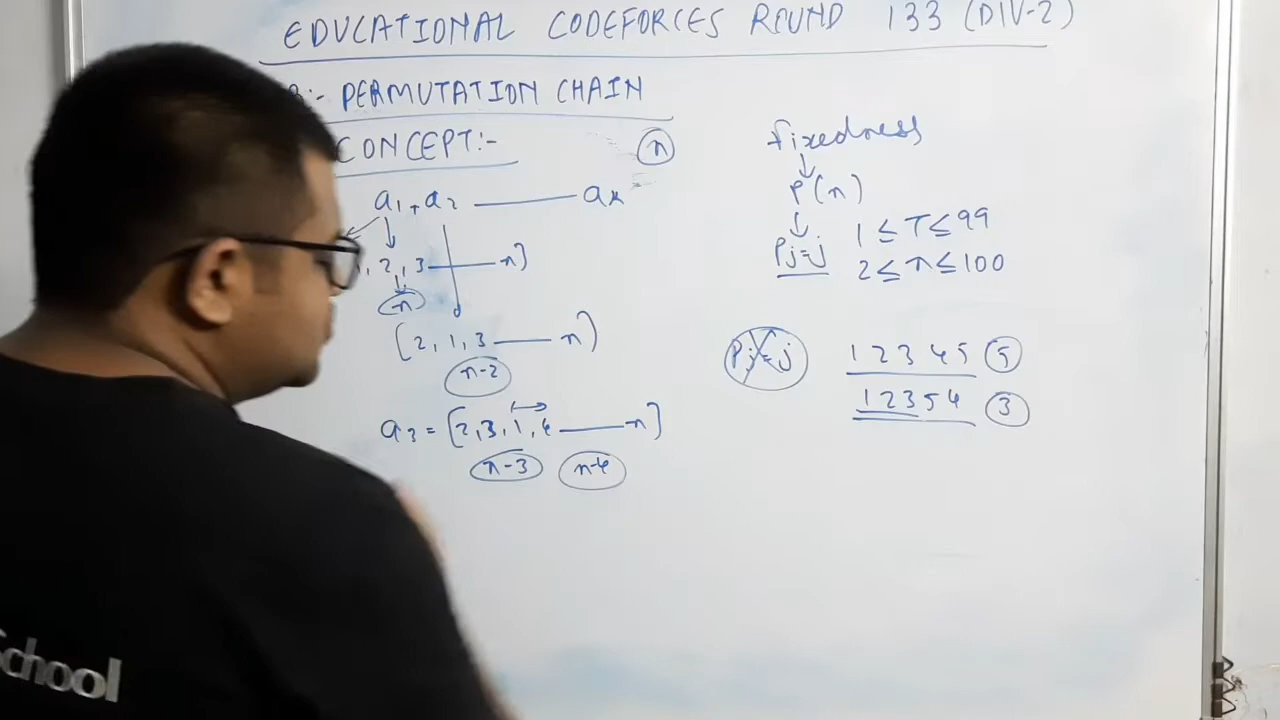 EDUCATIONAL CODEFORCES ROUND 133 (DIV-2)
:- PERMUTATION CHAIN
CONCEPT:-
n
a1, a2 ——— ak
, 2, 3 ——— n]
n
[2, 1, 3 ——— n]
n-2
a3 = [2, 3, 1, 4 ——— n]
n-3 n-4
fixedness
P(n)
Pj=j
1 ≤ T ≤ 99
2 ≤ n ≤ 100
Pj=j
1 2 3 4 5 5
1 2 3 5 4 3
School